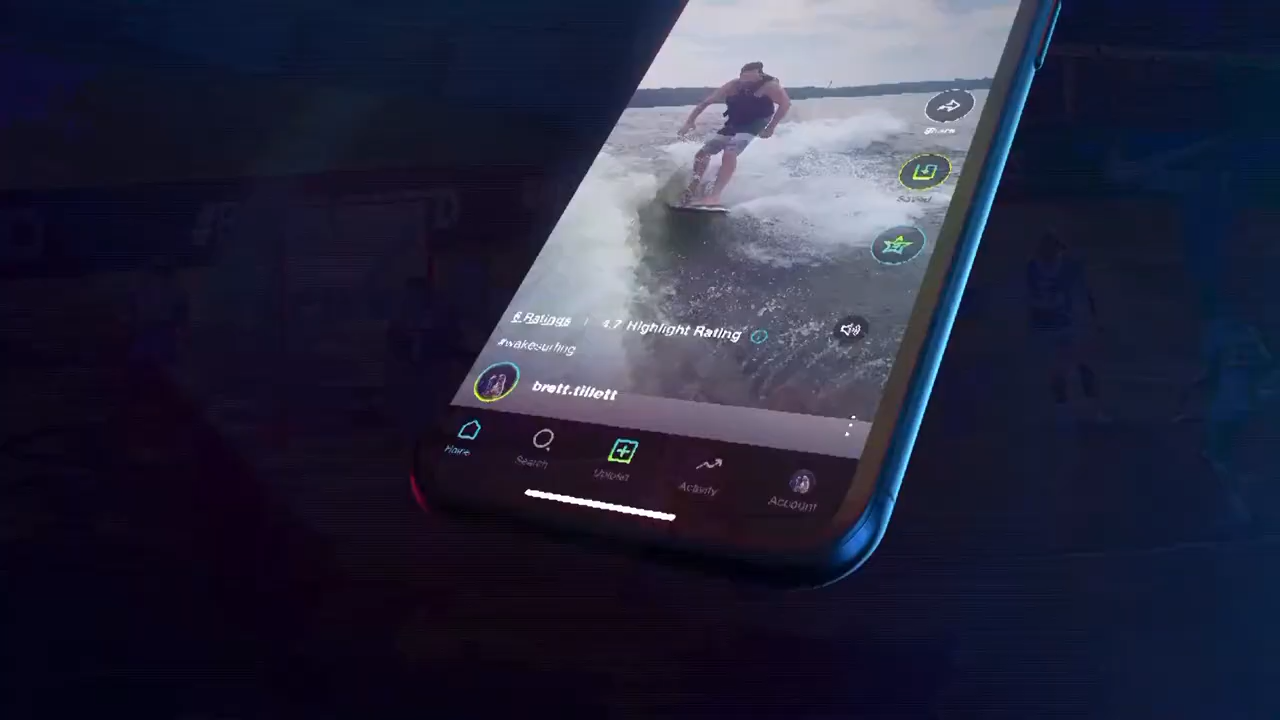 Share
Saved
6 Ratings | 4.7 Highlight Rating
#wakesurfing
brett.tillett
Home
Search
Upload
Activity
Account